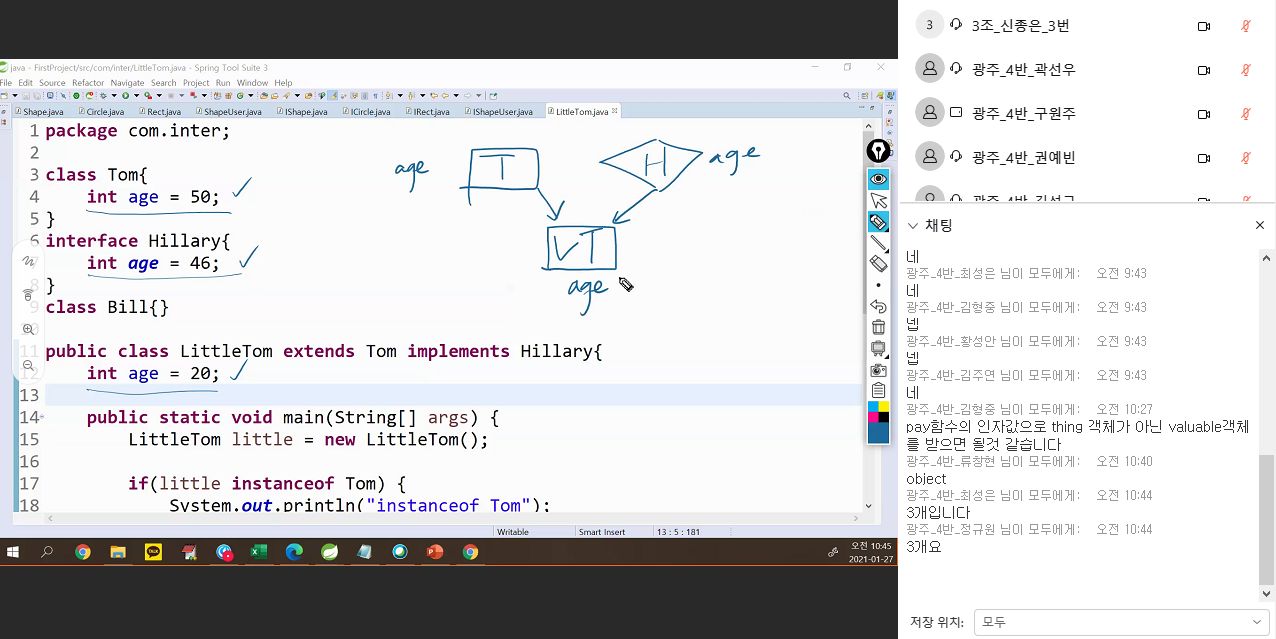 java - FirstProject/src/com/inter/LittleTom.java - Spring Tool Suite 3
File Edit Source Refactor Navigate Search Project Run Window Help
Shape.java Circle.java Rect.java ShapeUser.java IShape.java ICircle.java IRect.java IShapeUser.java LittleTom.java
1 package com.inter;
2
3 class Tom{
4 int age = 50;
5 }
6 interface Hillary{
7 int age = 46;
8 }
9 class Bill{}
10
11 public class LittleTom extends Tom implements Hillary{
12 int age = 20;
13
14 public static void main(String[] args) {
15 LittleTom little = new LittleTom();
16
17 if(little instanceof Tom) {
18 System.out.println("instanceof Tom");
age T H age
age
Writable Smart Insert 13 : 5 : 181
오전 10:45
2021-01-27
3 3조_신종은_3번
광주_4반_곽선우
광주_4반_구원주
광주_4반_권예빈
채팅
네
광주_4반_최성은 님이 모두에게: 오전 9:43
네
광주_4반_김형중 님이 모두에게: 오전 9:43
넵
광주_4반_황성안 님이 모두에게: 오전 9:43
넵
광주_4반_김주연 님이 모두에게: 오전 9:43
네
광주_4반_김형중 님이 모두에게: 오전 10:27
pay함수의 인자값으로 thing 객체가 아닌 valuable객체
를 받으면 될것 같습니다
광주_4반_류창현 님이 모두에게: 오전 10:40
object
광주_4반_최성은 님이 모두에게: 오전 10:44
3개입니다
광주_4반_정규원 님이 모두에게: 오전 10:44
3개요
저장 위치: 모두